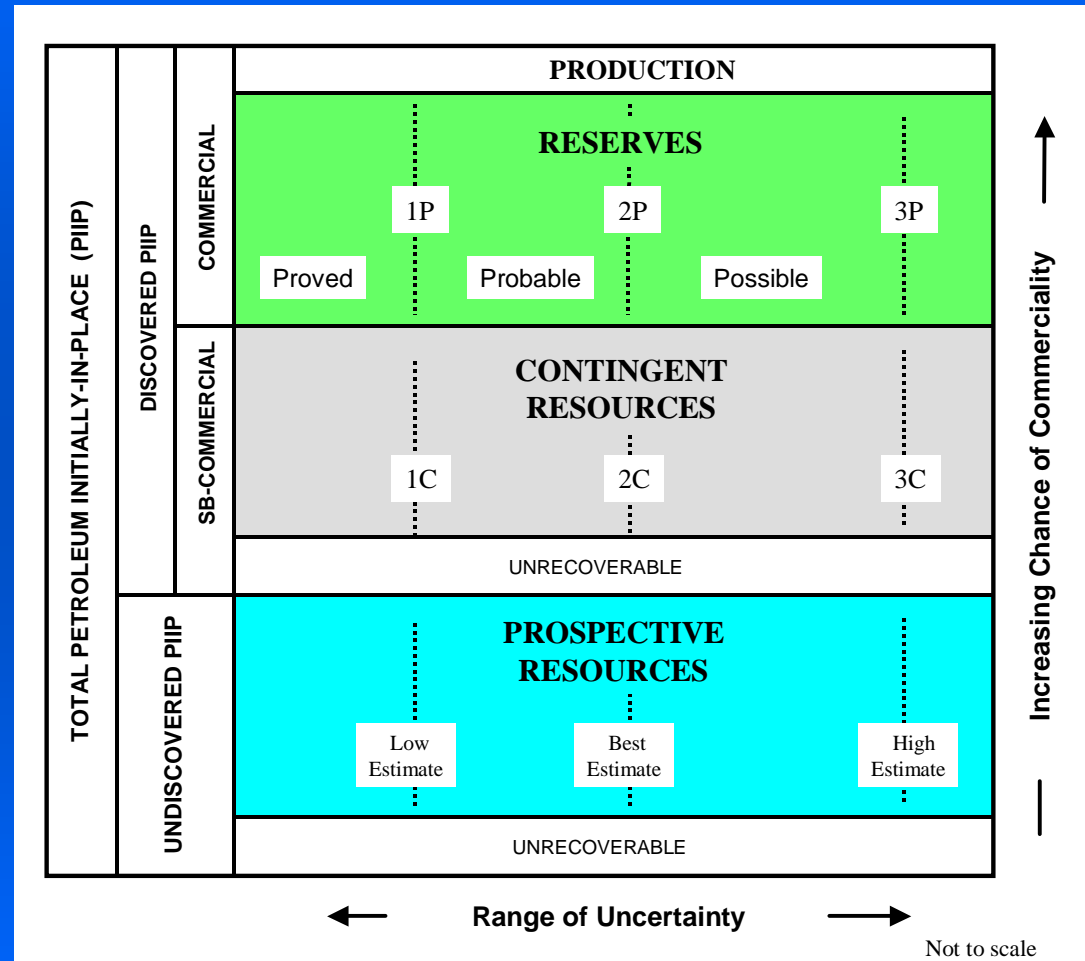 TOTAL PETROLEUM INITIALLY-IN-PLACE (PIIP)
DISCOVERED PIIP
COMMERCIAL
PRODUCTION
RESERVES
1P
2P
3P
Proved
Probable
Possible
SB-COMMERCIAL
CONTINGENT
RESOURCES
1C
2C
3C
UNRECOVERABLE
UNDISCOVERED PIIP
PROSPECTIVE
RESOURCES
Low
Estimate
Best
Estimate
High
Estimate
UNRECOVERABLE
Increasing Chance of Commerciality
Range of Uncertainty
Not to scale